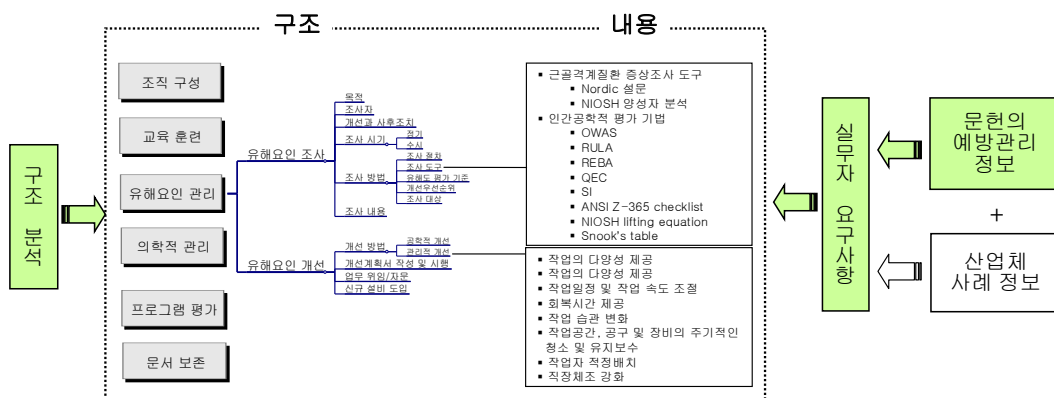 구조
내용
구조 분석
조직 구성
교육 훈련
유해요인 관리
의학적 관리
프로그램 평가
문서 보존
유해요인 조사
목적
조사자
개선과 사후조치
조사 시기
정기
수시
조사 방법
조사 절차
조사 도구
유해도 평가 기준
개선우선순위
조사 대상
조사 내용
유해요인 개선
개선 방법
공학적 개선
관리적 개선
개선계획서 작성 및 시행
업무 위임/자문
신규 설비 도입
▪ 근골격계질환 증상조사 도구
▪ Nordic 설문
▪ NIOSH 양성자 분석
▪ 인간공학적 평가 기법
▪ OWAS
▪ RULA
▪ REBA
▪ QEC
▪ SI
▪ ANSI Z-365 checklist
▪ NIOSH lifting equation
▪ Snook's table
▪ 작업의 다양성 제공
▪ 작업의 다양성 제공
▪ 작업일정 및 작업 속도 조절
▪ 회복시간 제공
▪ 작업 습관 변화
▪ 작업공간, 공구 및 장비의 주기적인
청소 및 유지보수
▪ 작업자 적정배치
▪ 직장체조 강화
실무자 요구사항
문헌의
예방관리
정보
+
산업체
사례 정보